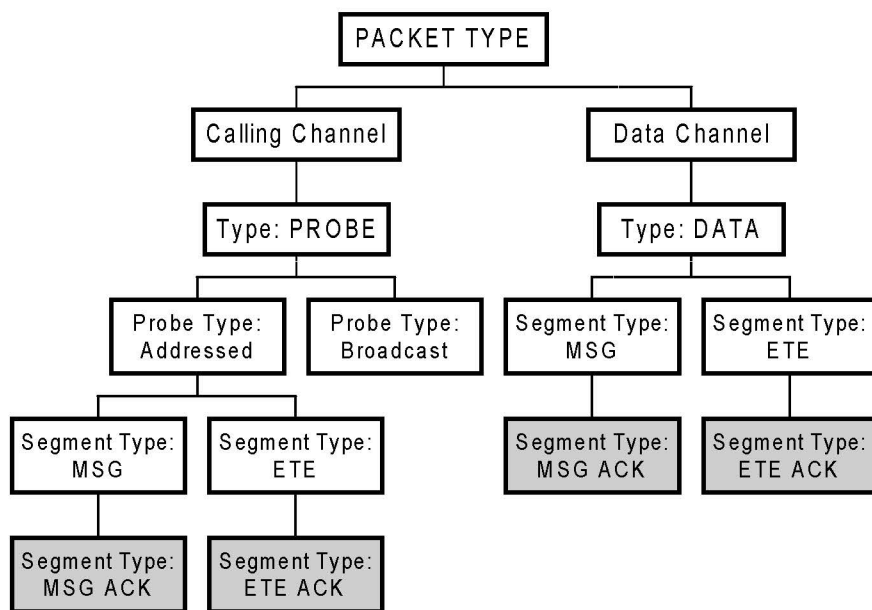 PACKET TYPE
Calling Channel
Data Channel
Type: PROBE
Type: DATA
Probe Type:
Addressed
Probe Type:
Broadcast
Segment Type:
MSG
Segment Type:
ETE
Segment Type:
MSG
Segment Type:
ETE
Segment Type:
MSG ACK
Segment Type:
ETE ACK
Segment Type:
MSG ACK
Segment Type:
ETE ACK